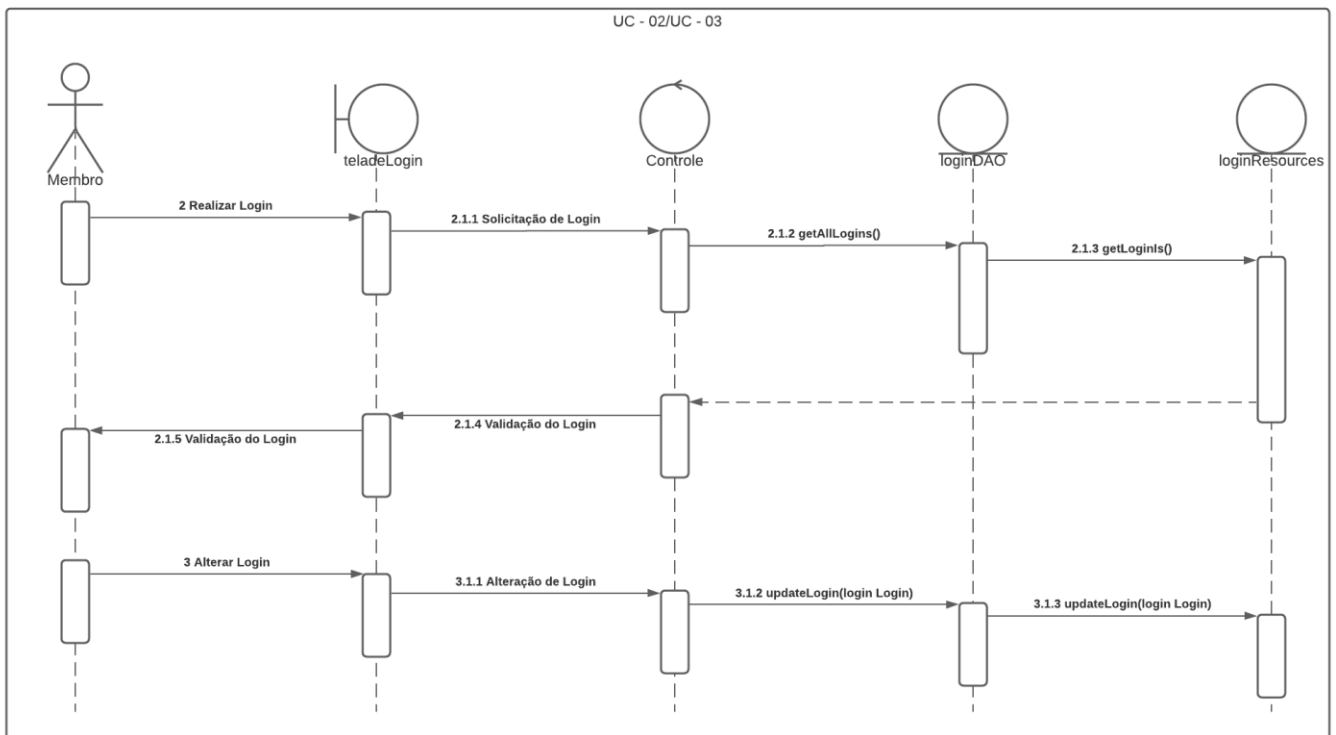 UC - 02/UC - 03
teladeLogin
Controle
loginDAO
loginResources
Membro
2 Realizar Login
2.1.1 Solicitação de Login
2.1.2 getAllLogins()
2.1.3 getLoginIs()
2.1.4 Validação do Login
2.1.5 Validação do Login
3 Alterar Login
3.1.1 Alteração de Login
3.1.2 updateLogin(login Login)
3.1.3 updateLogin(login Login)